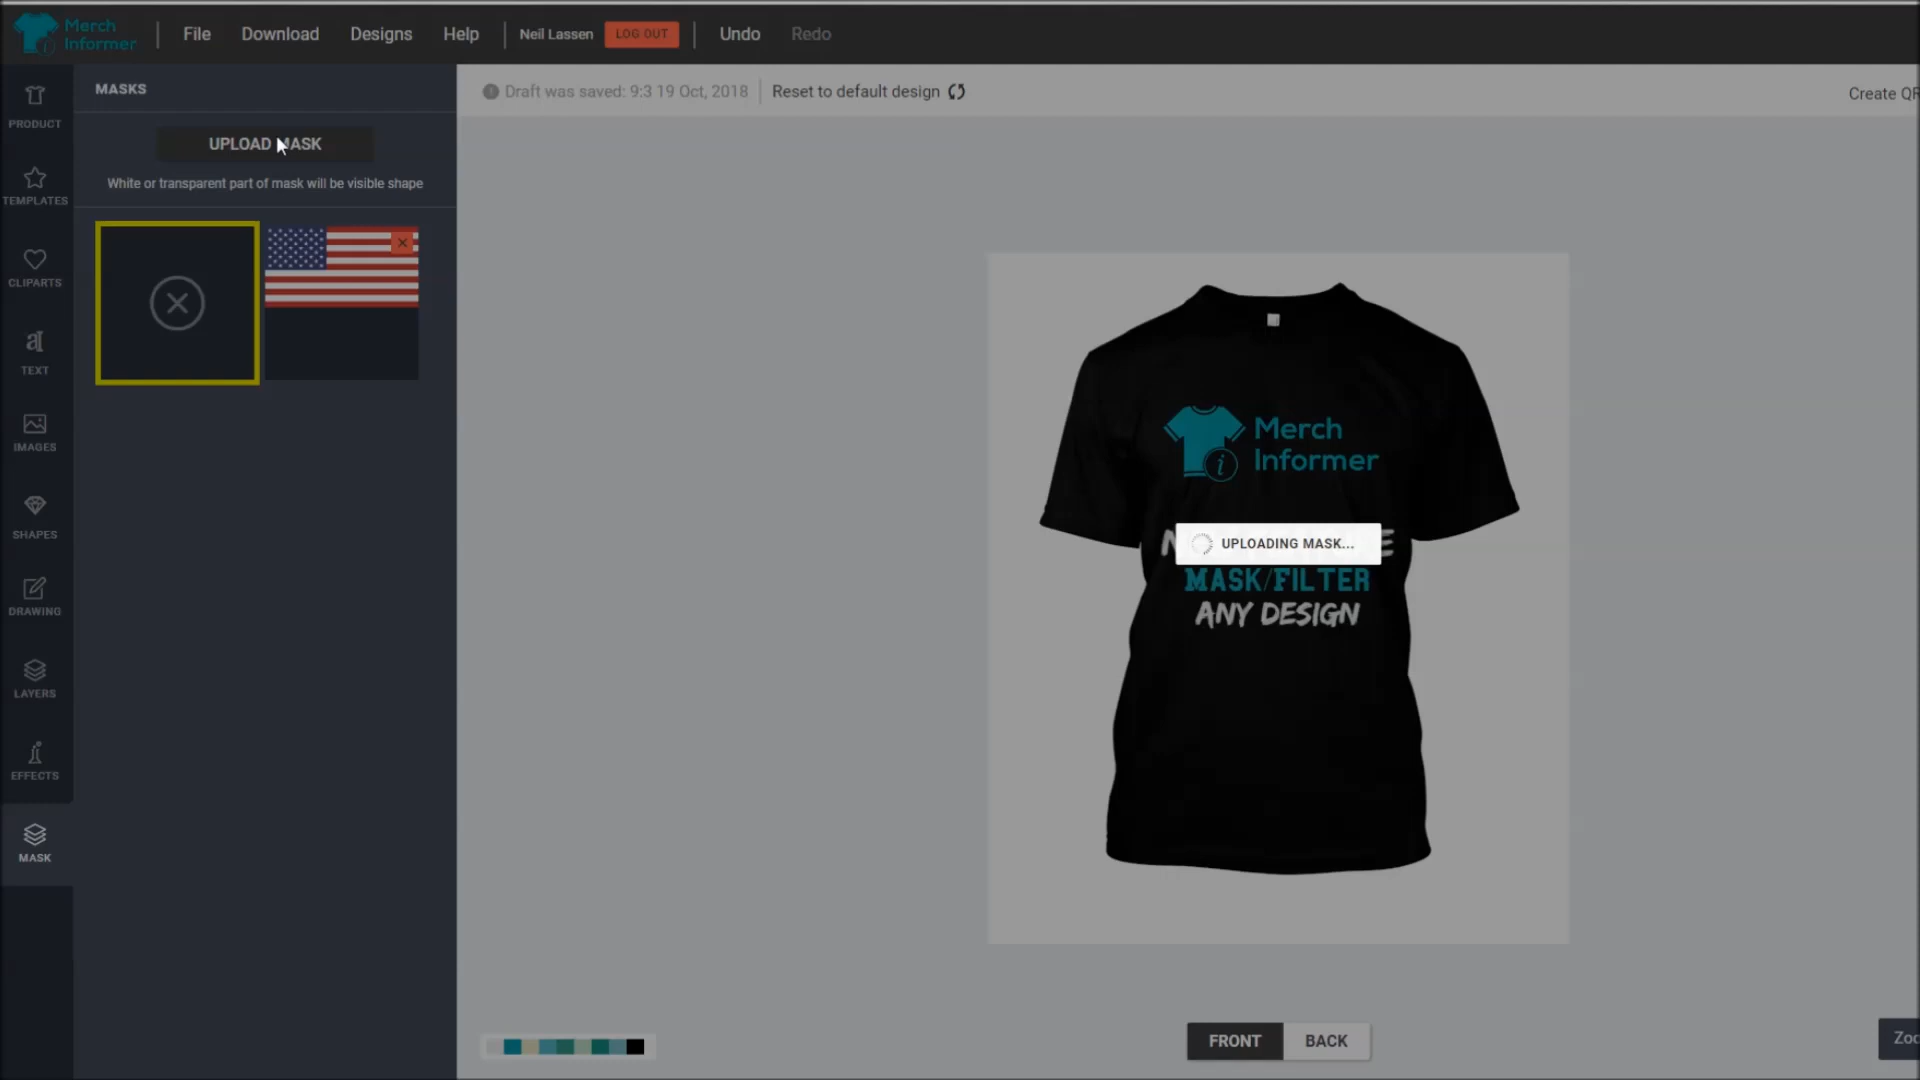 Merch
Informer
File
Download
Designs
Help
Neil Lassen
LOG OUT
Undo
Redo
PRODUCT
TEMPLATES
CLIPARTS
TEXT
IMAGES
SHAPES
DRAWING
LAYERS
EFFECTS
MASK
MASKS
UPLOAD MASK
White or transparent part of mask will be visible shape
Draft was saved: 9:3 19 Oct, 2018
Reset to default design
Create
Merch
Informer
UPLOADING MASK...
MASK/FILTER
ANY DESIGN
FRONT
BACK